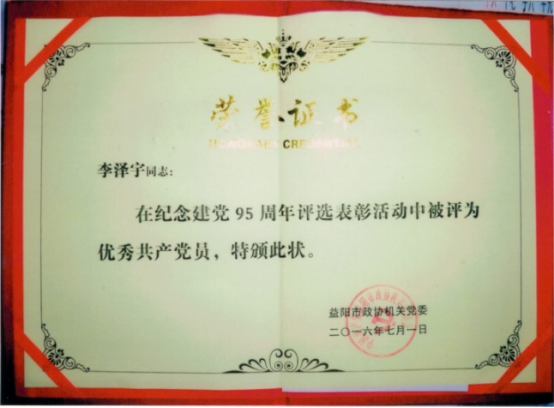 荣誉证书
HONORARY CREDENTIAL
李泽宇同志：
在纪念建党95周年评选表彰活动中被评为
优秀共产党员，特颁此状。
益阳市政协机关党委
二〇一六年七月一日